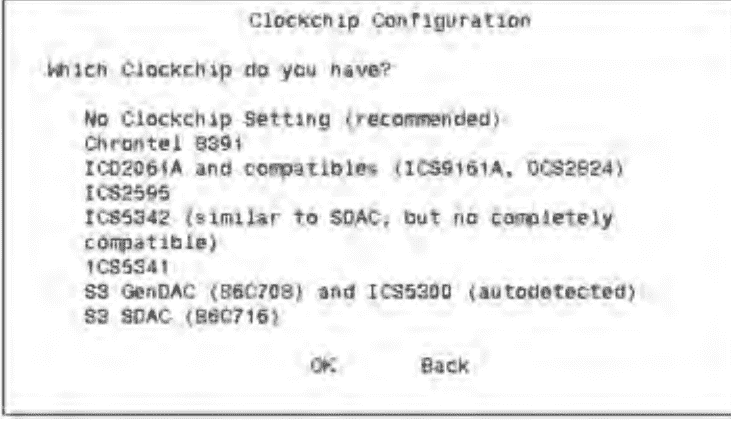 Clockchip Configuration
Which Clockchip do you have?
No Clockchip Setting (recommended)
Chrontel 8391
ICD2061A and compatibles (ICS9161A, DCS2824)
ICS2595
ICS5342 (similar to SDAC, but no completely
compatible)
ICS5341
S3 GenDAC (86C708) and ICS5300 (autodetected)
S3 SDAC (86C716)
OK Back